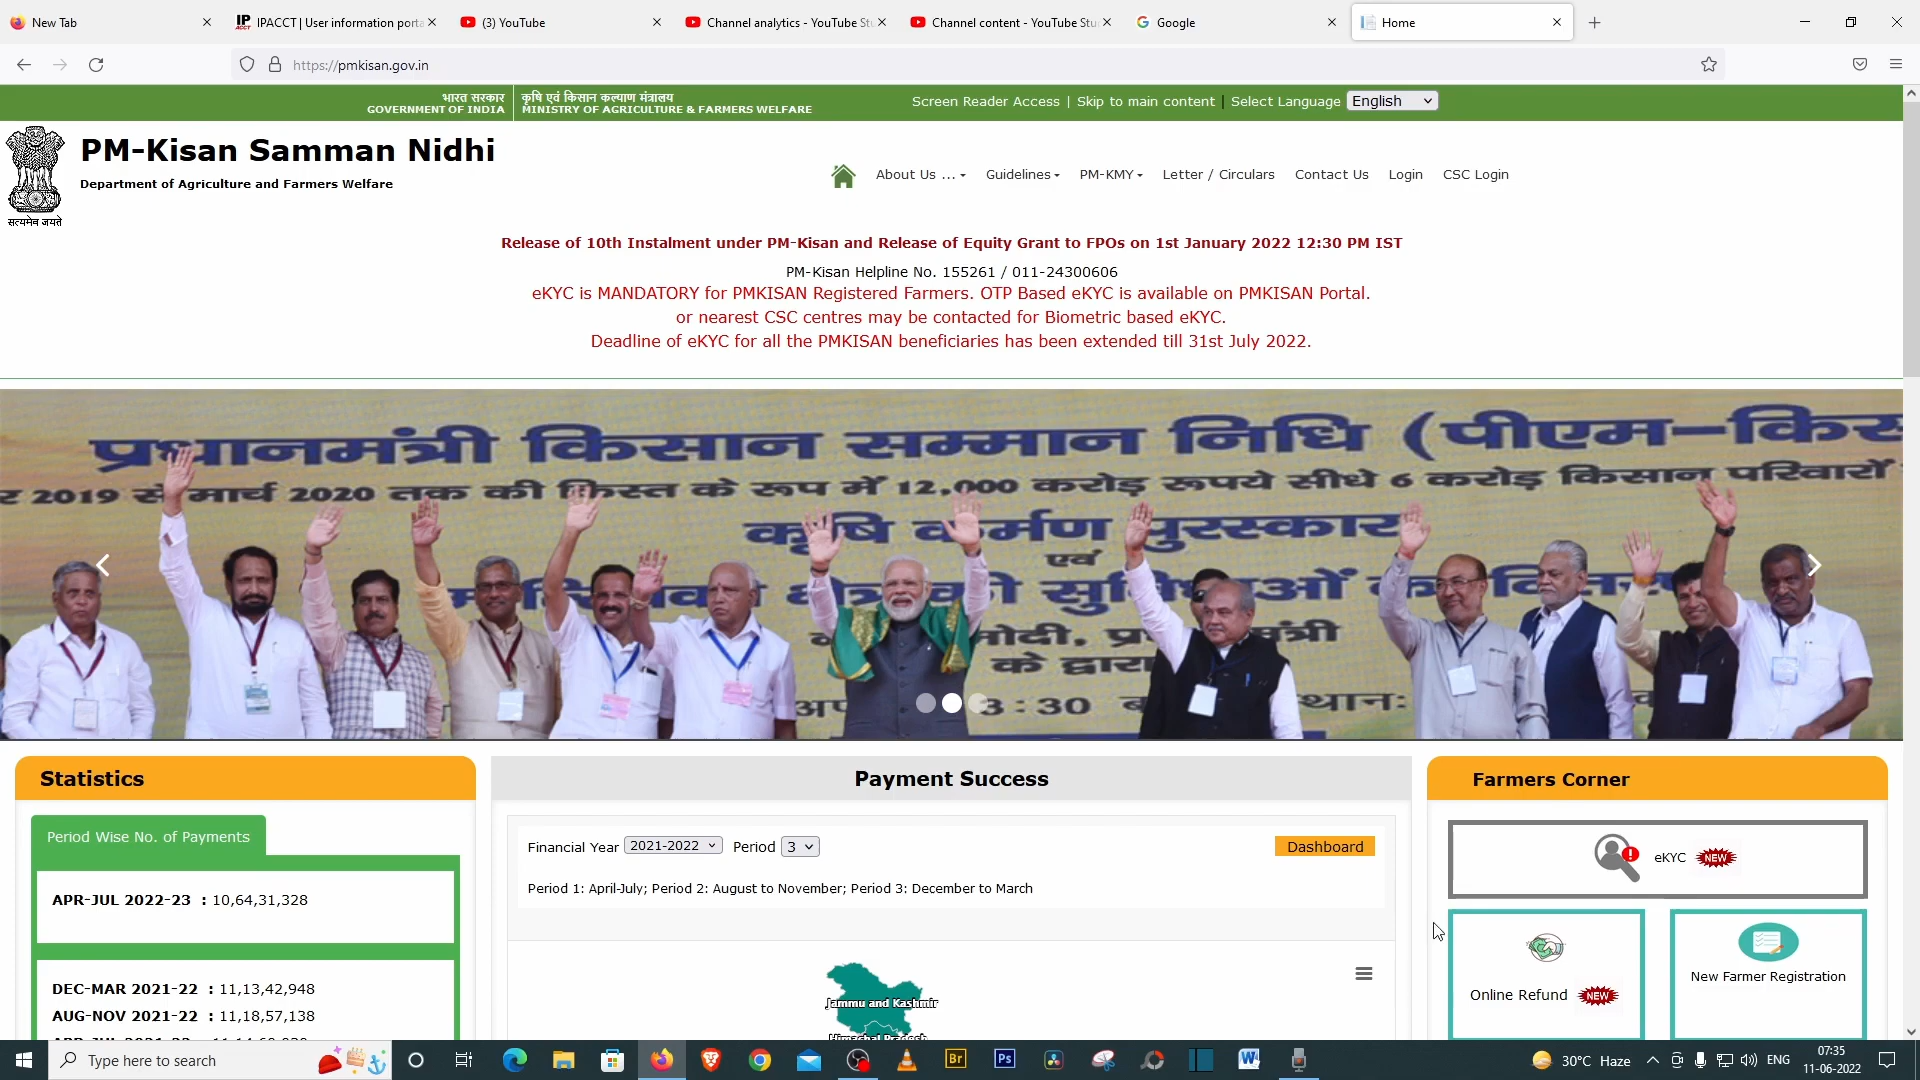 New Tab
IPACCT | User information porta
(3) YouTube
Channel analytics - YouTube Stu
Channel content - YouTube Stu
Google
Home
https://pmkisan.gov.in
भारत सरकार
GOVERNMENT OF INDIA
कृषि एवं किसान कल्याण मंत्रालय
MINISTRY OF AGRICULTURE & FARMERS WELFARE
Screen Reader Access | Skip to main content | Select Language English
PM-Kisan Samman Nidhi
Department of Agriculture and Farmers Welfare
सत्यमेव जयते
About Us ... Guidelines PM-KMY Letter / Circulars Contact Us Login CSC Login
Release of 10th Instalment under PM-Kisan and Release of Equity Grant to FPOs on 1st January 2022 12:30 PM IST
PM-Kisan Helpline No. 155261 / 011-24300606
eKYC is MANDATORY for PMKISAN Registered Farmers. OTP Based eKYC is available on PMKISAN Portal.
or nearest CSC centres may be contacted for Biometric based eKYC.
Deadline of eKYC for all the PMKISAN beneficiaries has been extended till 31st July 2022.
प्रधानमंत्री किसान सम्मान निधि (पीएम-किस
र 2019 से मार्च 2020 तक की किस्त के रूप में 12,000 करोड़ रूपये सीधे 6 करोड़ किसान परिवारों
कृषि कर्मण पुरस्कार
एवं
की सुविधाओं का
मोदी, प्र
के द्वारा
3:30
Statistics
Period Wise No. of Payments
APR-JUL 2022-23 : 10,64,31,328
DEC-MAR 2021-22 : 11,13,42,948
AUG-NOV 2021-22 : 11,18,57,138
Payment Success
Financial Year 2021-2022 Period 3
Dashboard
Period 1: April-July; Period 2: August to November; Period 3: December to March
Jammu and Kashmir
Himachal Pradesh
Farmers Corner
eKYC NEW
Online Refund NEW
New Farmer Registration
Type here to search
Br
Ps
W
30°C Haze
ENG
07:35
11-06-2022